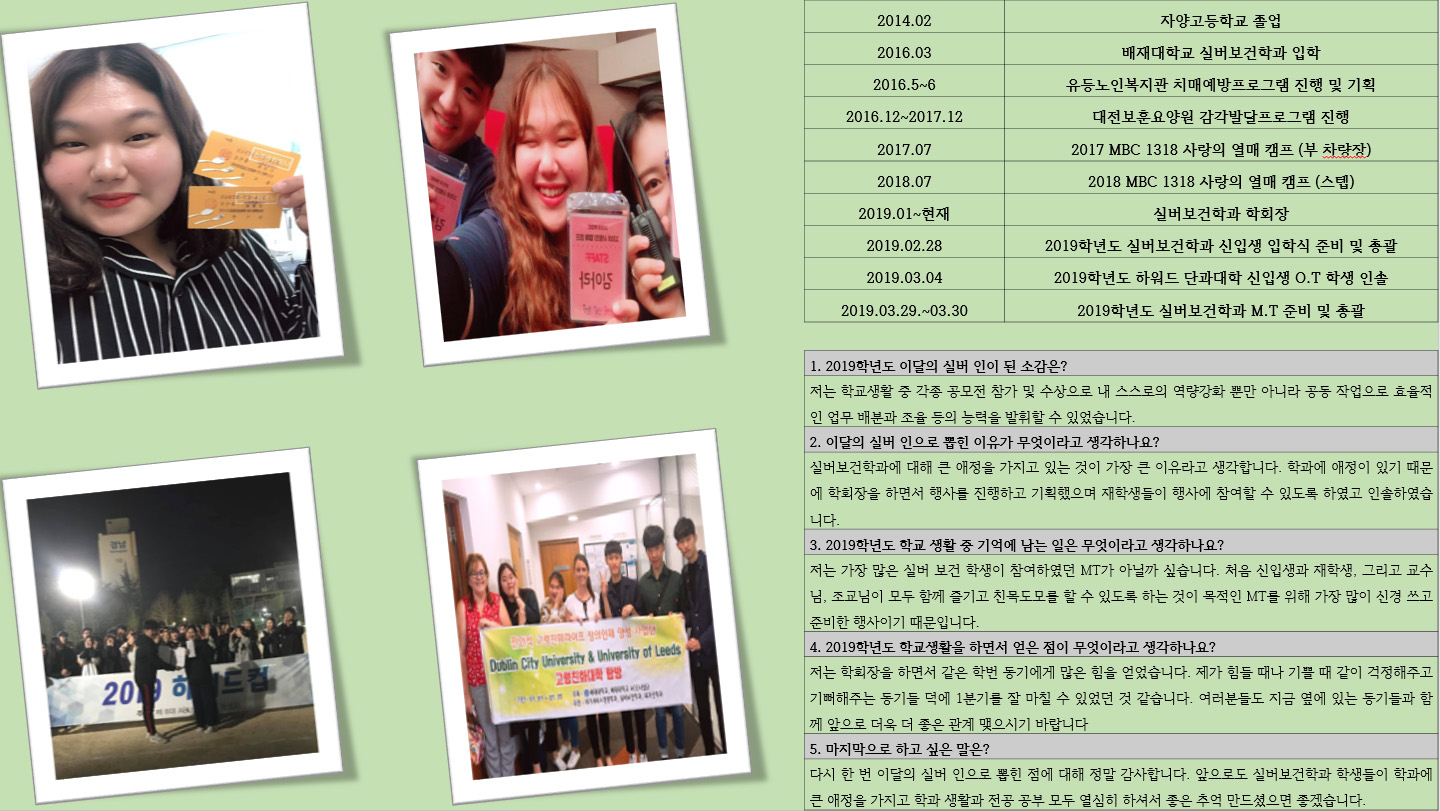 2014.02 자양고등학교 졸업
2016.03 배재대학교 실버보건학과 입학
2016.5~6 유등노인복지관 치매예방프로그램 진행 및 기획
2016.12~2017.12 대전보훈요양원 감각발달프로그램 진행
2017.07 2017 MBC 1318 사랑의 열매 캠프 (부 차량장)
2018.07 2018 MBC 1318 사랑의 열매 캠프 (스텝)
2019.01~현재 실버보건학과 학회장
2019.02.28 2019학년도 실버보건학과 신입생 입학식 준비 및 총괄
2019.03.04 2019학년도 하워드 단과대학 신입생 O.T 학생 인솔
2019.03.29.~03.30 2019학년도 실버보건학과 M.T 준비 및 총괄
1. 2019학년도 이달의 실버 인이 된 소감은?
저는 학교생활 중 각종 공모전 참가 및 수상으로 내 스스로의 역량강화 뿐만 아니라 공동 작업으로 효율적
인 업무 배분과 조율 등의 능력을 발휘할 수 있었습니다.
2. 이달의 실버 인으로 뽑힌 이유가 무엇이라고 생각하나요?
실버보건학과에 대해 큰 애정을 가지고 있는 것이 가장 큰 이유라고 생각합니다. 학과에 애정이 있기 때문
에 학회장을 하면서 행사를 진행하고 기획했으며 재학생들이 행사에 참여할 수 있도록 하였고 인솔하였습
니다.
3. 2019학년도 학교 생활 중 기억에 남는 일은 무엇이라고 생각하나요?
저는 가장 많은 실버 보건 학생이 참여하였던 MT가 아닐까 싶습니다. 처음 신입생과 재학생, 그리고 교수
님, 조교님이 모두 함께 즐기고 친목도모를 할 수 있도록 하는 것이 목적인 MT를 위해 가장 많이 신경 쓰고
준비한 행사이기 때문입니다.
4. 2019학년도 학교생활을 하면서 얻은 점이 무엇이라고 생각하나요?
저는 학회장을 하면서 같은 학번 동기에게 많은 힘을 얻었습니다. 제가 힘들 때나 기쁠 때 같이 걱정해주고
기뻐해주는 동기들 덕에 1분기를 잘 마칠 수 있었던 것 같습니다. 여러분들도 지금 옆에 있는 동기들과 함
께 앞으로 더욱 더 좋은 관계 맺으시기 바랍니다
5. 마지막으로 하고 싶은 말은?
다시 한 번 이달의 실버 인으로 뽑힌 점에 대해 정말 감사합니다. 앞으로도 실버보건학과 학생들이 학과에
큰 애정을 가지고 학과 생활과 전공 공부 모두 열심히 하셔서 좋은 추억 만드셨으면 좋겠습니다.
STAFF
김아라
경남
2019
Dublin City University & University of Leeds
고령친화대학 탐방